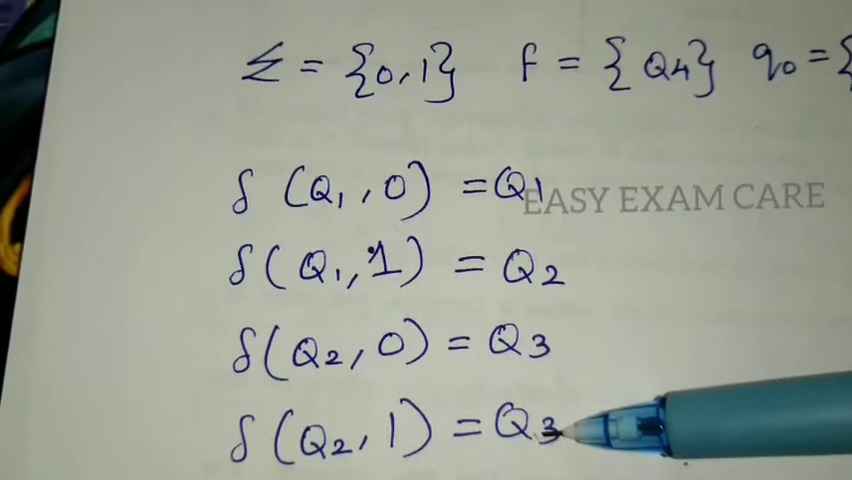 Σ = {0,1} F = {Q4} q0 = {
δ (Q1, 0) = Q1
EASY EXAM CARE
δ(Q1, 1) = Q2
δ(Q2, 0) = Q3
δ(Q2, 1) = Q3